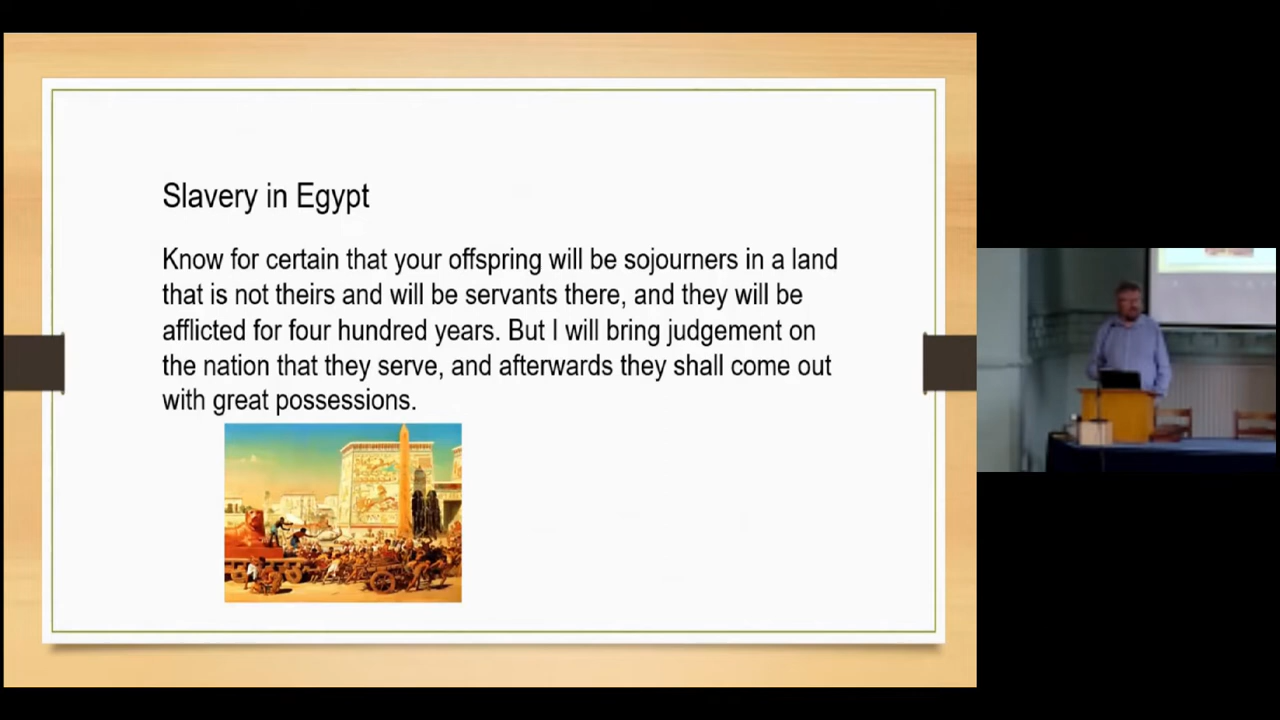 Slavery in Egypt
Know for certain that your offspring will be sojourners in a land
that is not theirs and will be servants there, and they will be
afflicted for four hundred years. But I will bring judgement on
the nation that they serve, and afterwards they shall come out
with great possessions.